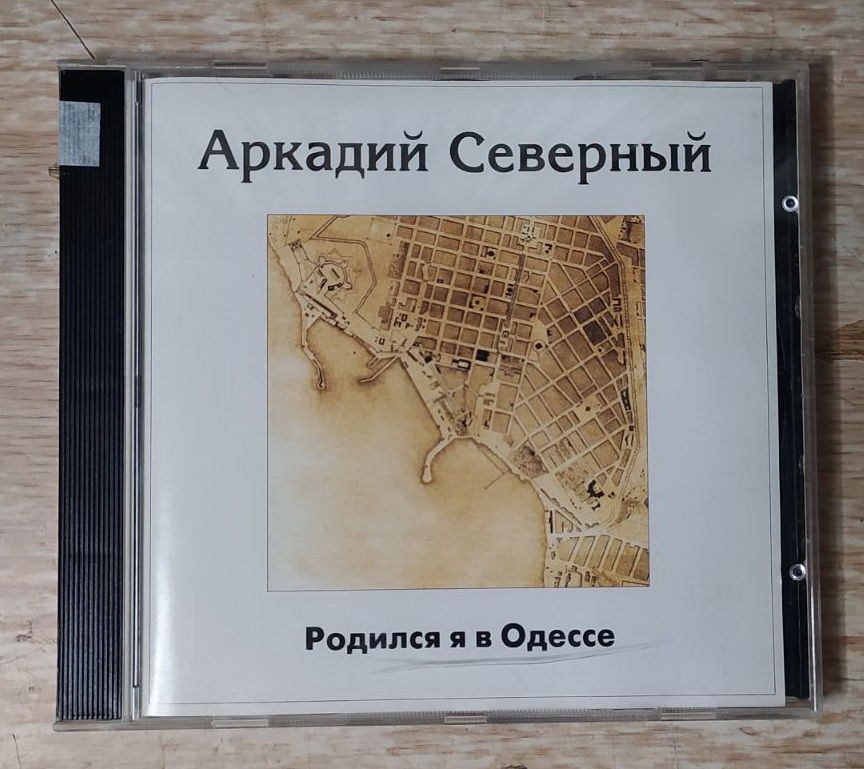 Аркадий Северный
Родился я в Одессе